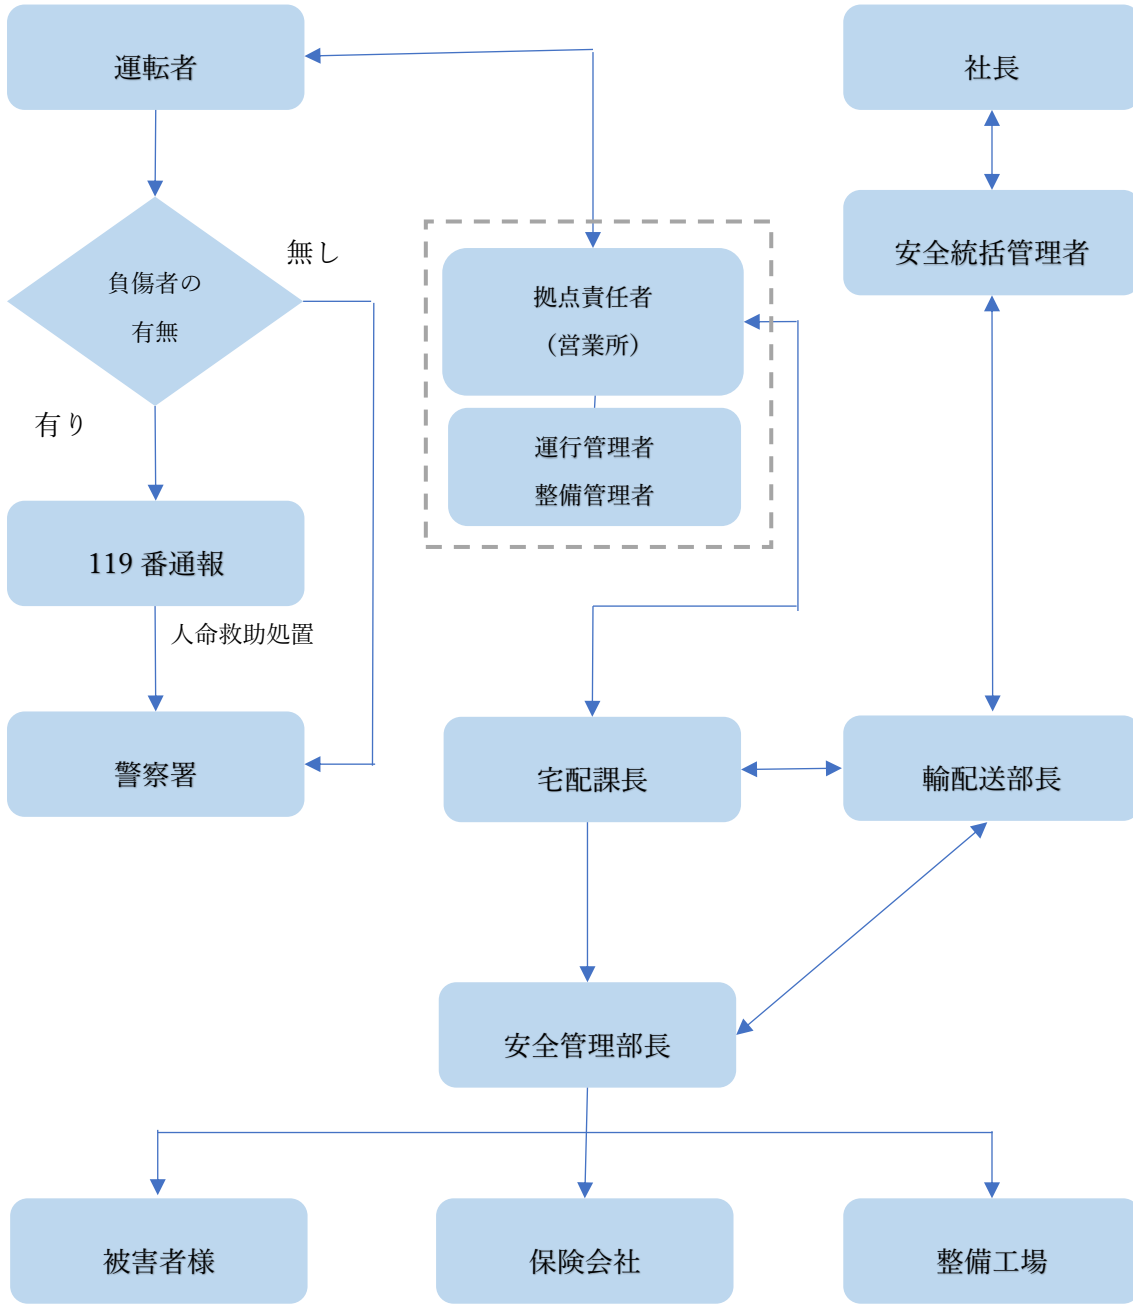 運転者
社長
無し
安全統括管理者
負傷者の
有無
拠点責任者
（営業所）
有り
運行管理者
整備管理者
119 番通報
人命救助処置
警察署
宅配課長
輸配送部長
安全管理部長
被害者様
保険会社
整備工場